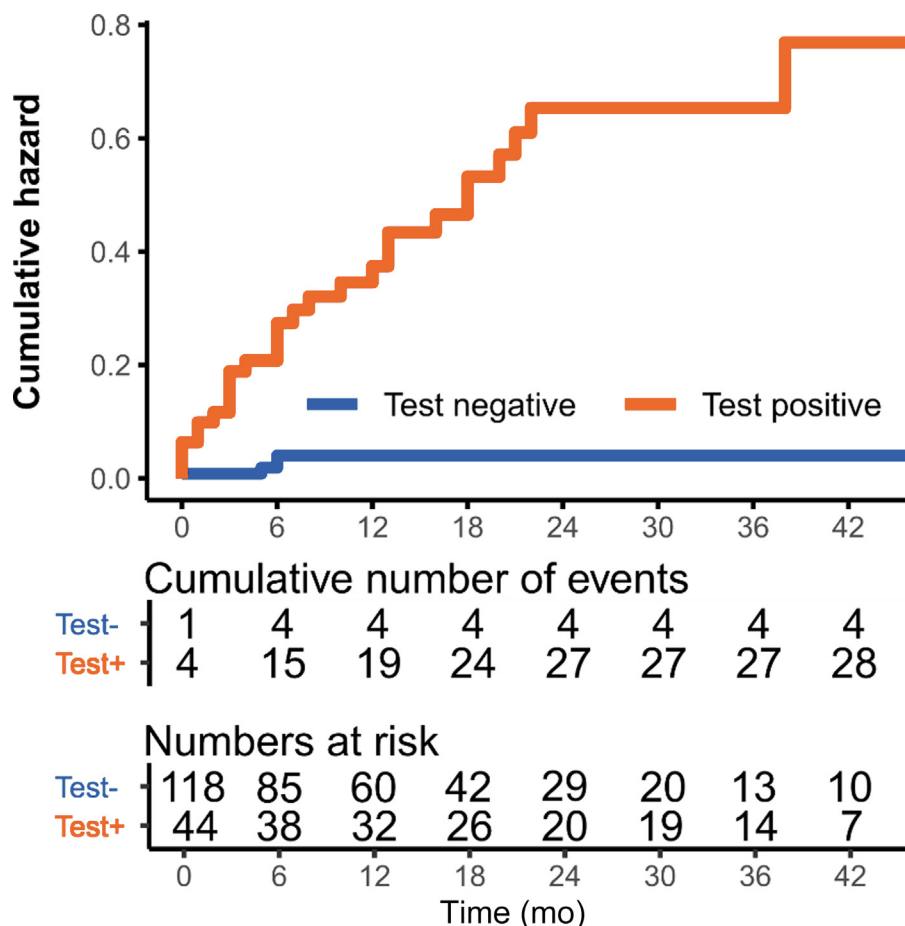 Cumulative hazard
0.8
0.6
0.4
0.2
0.0
Test negative Test positive
0 6 12 18 24 30 36 42
Cumulative number of events
Test- 1 4 4 4 4 4 4 4
Test+ 4 15 19 24 27 27 27 28
Numbers at risk
Test- 118 85 60 42 29 20 13 10
Test+ 44 38 32 26 20 19 14 7
0 6 12 18 24 30 36 42
Time (mo)